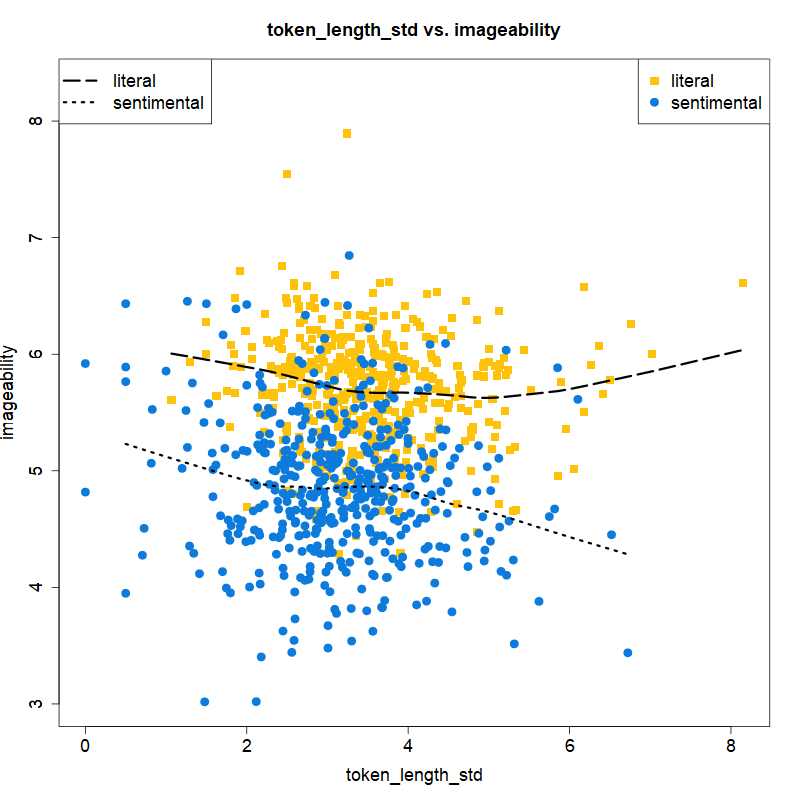 token_length_std vs. imageability
literal
sentimental
literal
sentimental
8
7
6
5
4
3
imageability
0 2 4 6 8
token_length_std